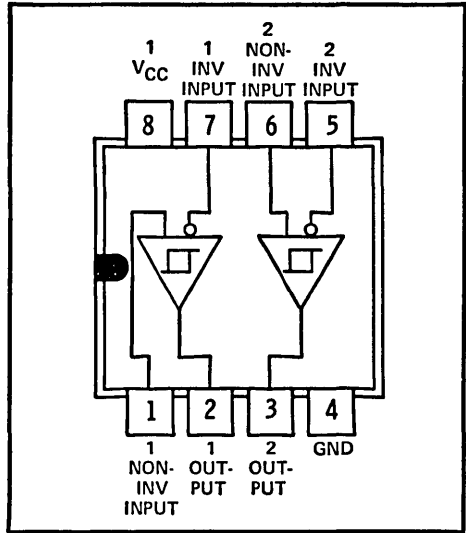 1
VCC
1
INV
INPUT
2
NON-
INV
INPUT
2
INV
INPUT
8
7
6
5
1
2
3
4
1
NON-
INV
INPUT
1
OUT-
PUT
2
OUT-
PUT
GND